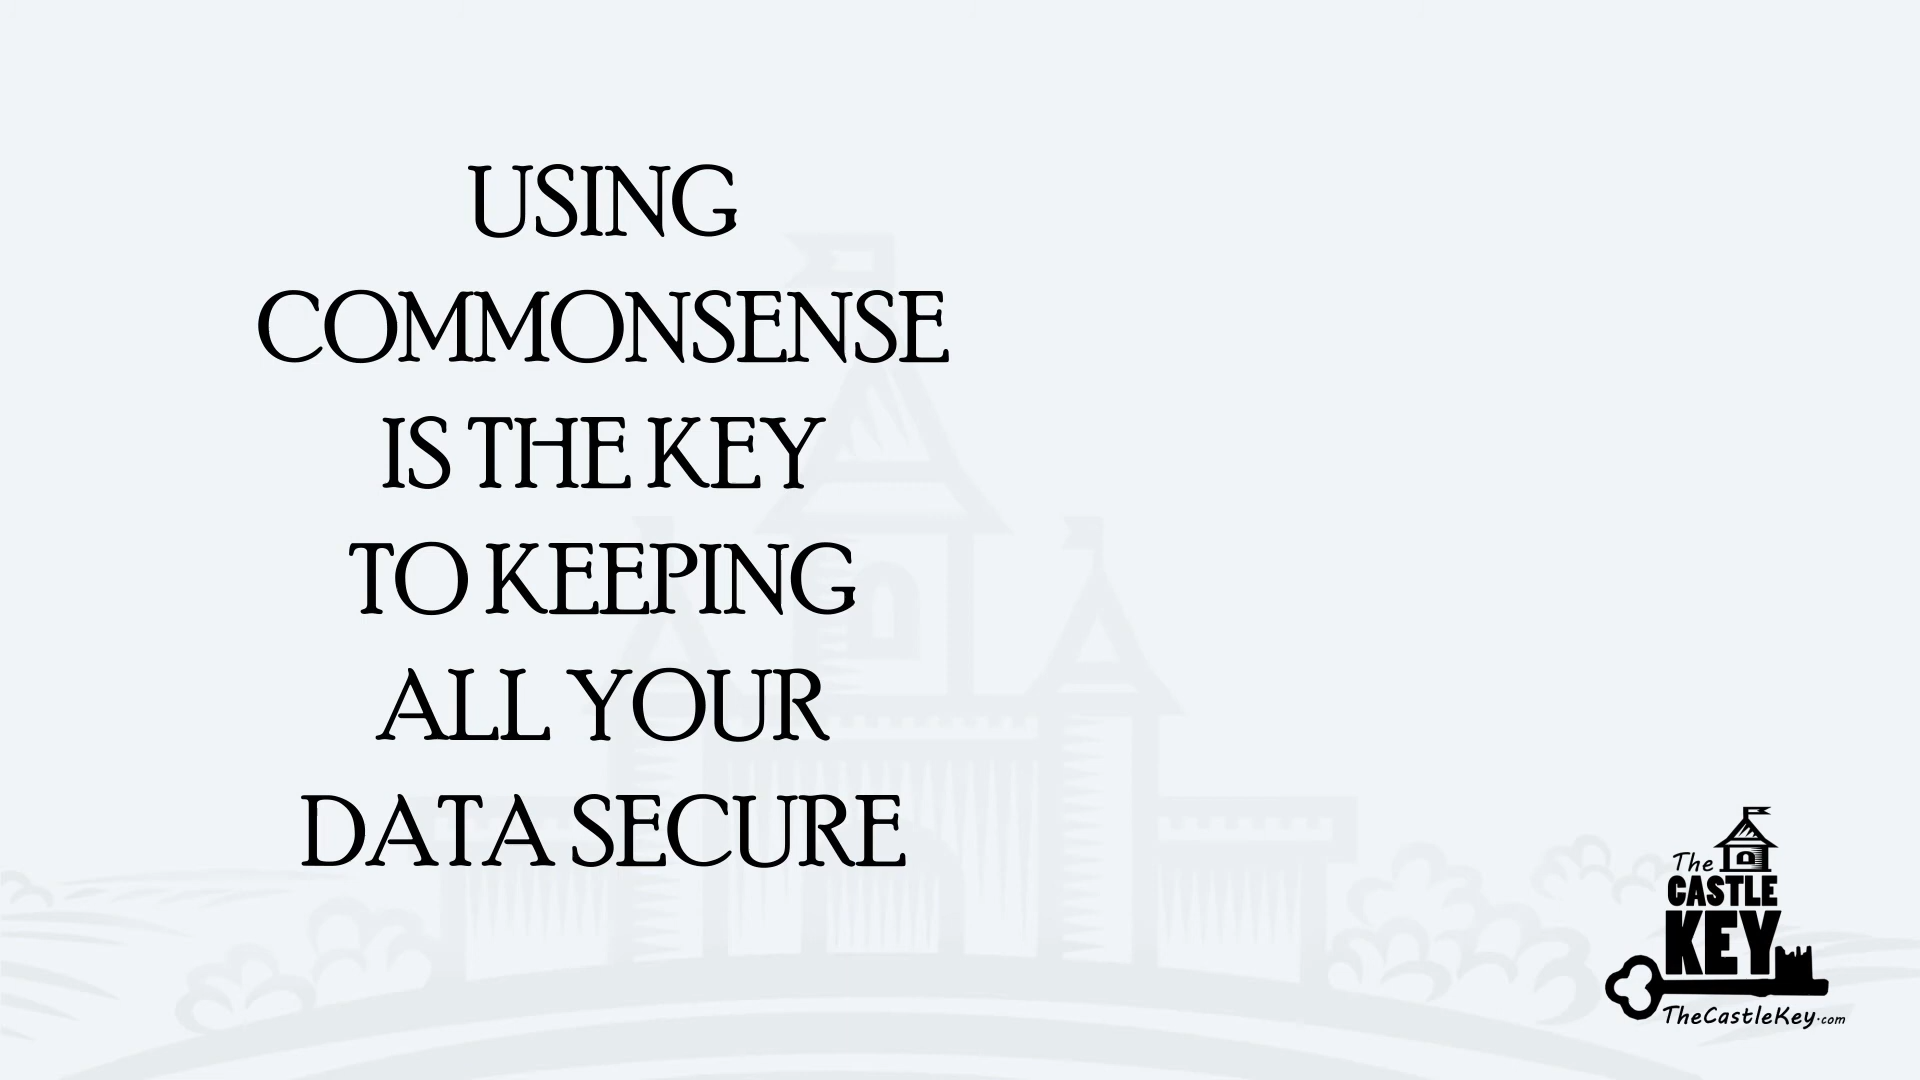 USING
COMMONSENSE
IS THE KEY
TO KEEPING
ALL YOUR
DATA SECURE
The
CASTLE
KEY
TheCastleKey.com